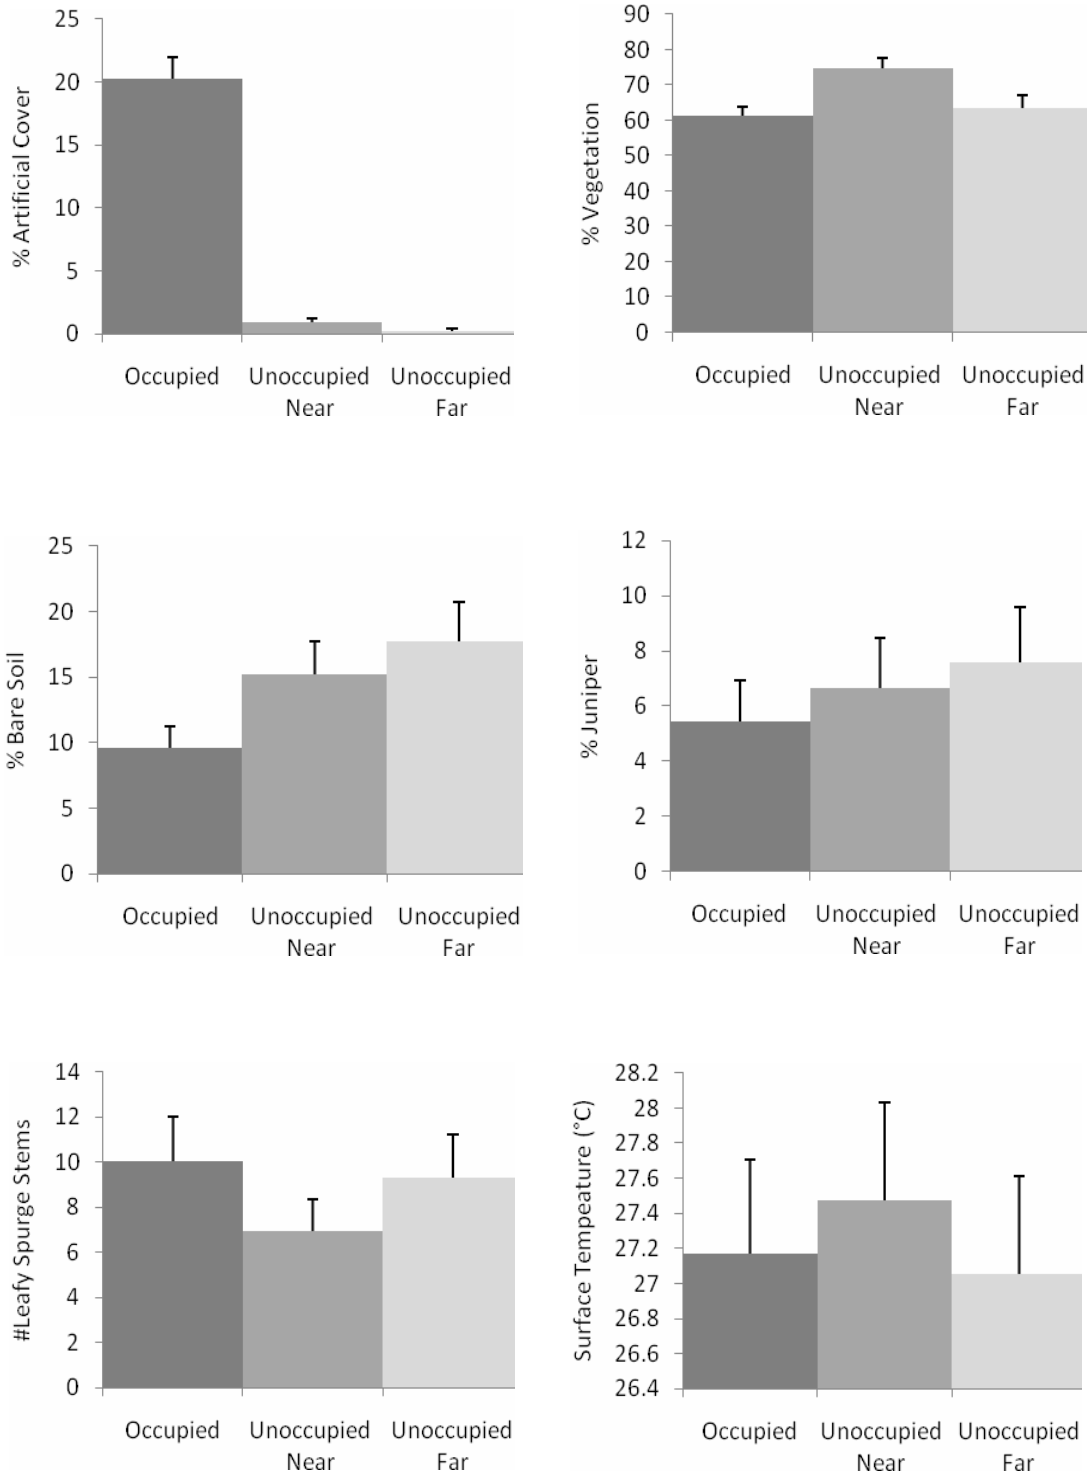 25
20
15
10
5
0
% Artificial Cover
Occupied
Unoccupied
Near
Unoccupied
Far
90
80
70
60
50
40
30
20
10
0
% Vegetation
Occupied
Unoccupied
Near
Unoccupied
Far
25
20
15
10
5
0
% Bare Soil
Occupied
Unoccupied
Near
Unoccupied
Far
12
10
8
6
4
2
0
% Juniper
Occupied
Unoccupied
Near
Unoccupied
Far
14
12
10
8
6
4
2
0
#Leafy Spurge Stems
Occupied
Unoccupied
Near
Unoccupied
Far
28.2
28
27.8
27.6
27.4
27.2
27
26.8
26.6
26.4
Surface Tempeature (°C)
Occupied
Unoccupied
Near
Unoccupied
Far